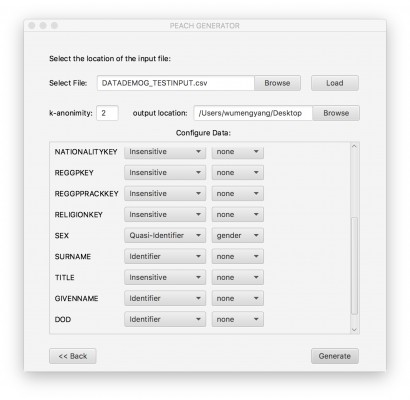 PEACH GENERATOR
Select the location of the input file:
Select File: DATADEMOG_TESTINPUT.csv Browse Load
k-anonimity: 2 output location: /Users/wumengyang/Desktop Browse
Configure Data:
NATIONALITYKEY Insensitive none
REGGPKEY Insensitive none
REGGPPRACKKEY Insensitive none
RELIGIONKEY Insensitive none
SEX Quasi-Identifier gender
SURNAME Identifier none
TITLE Insensitive none
GIVENNAME Identifier none
DOD Identifier none
<< Back Generate